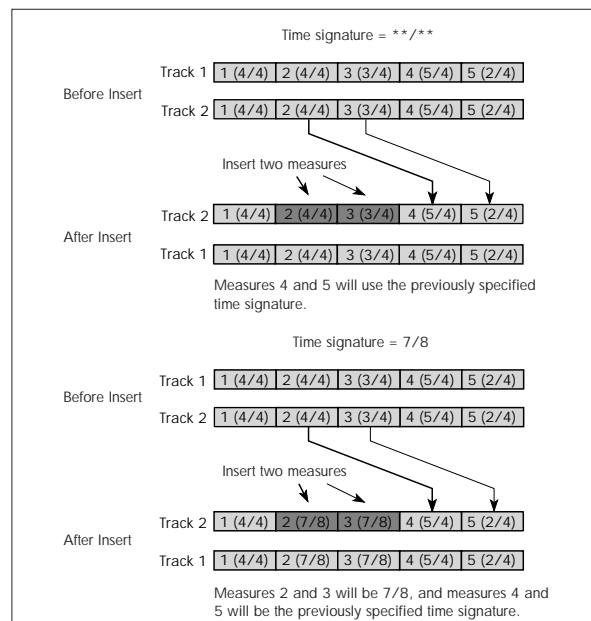 Time signature = **/**
Before Insert
Track 1 1 (4/4) 2 (4/4) 3 (3/4) 4 (5/4) 5 (2/4)
Track 2 1 (4/4) 2 (4/4) 3 (3/4) 4 (5/4) 5 (2/4)
Insert two measures
After Insert
Track 2 1 (4/4) 2 (4/4) 3 (3/4) 4 (5/4) 5 (2/4)
Track 1 1 (4/4) 2 (4/4) 3 (3/4) 4 (5/4) 5 (2/4)
Measures 4 and 5 will use the previously specified
time signature.
Time signature = 7/8
Before Insert
Track 1 1 (4/4) 2 (4/4) 3 (3/4) 4 (5/4) 5 (2/4)
Track 2 1 (4/4) 2 (4/4) 3 (3/4) 4 (5/4) 5 (2/4)
Insert two measures
After Insert
Track 2 1 (4/4) 2 (7/8) 3 (7/8) 4 (5/4) 5 (2/4)
Track 1 1 (4/4) 2 (7/8) 3 (7/8) 4 (5/4) 5 (2/4)
Measures 2 and 3 will be 7/8, and measures 4 and
5 will be the previously specified time signature.